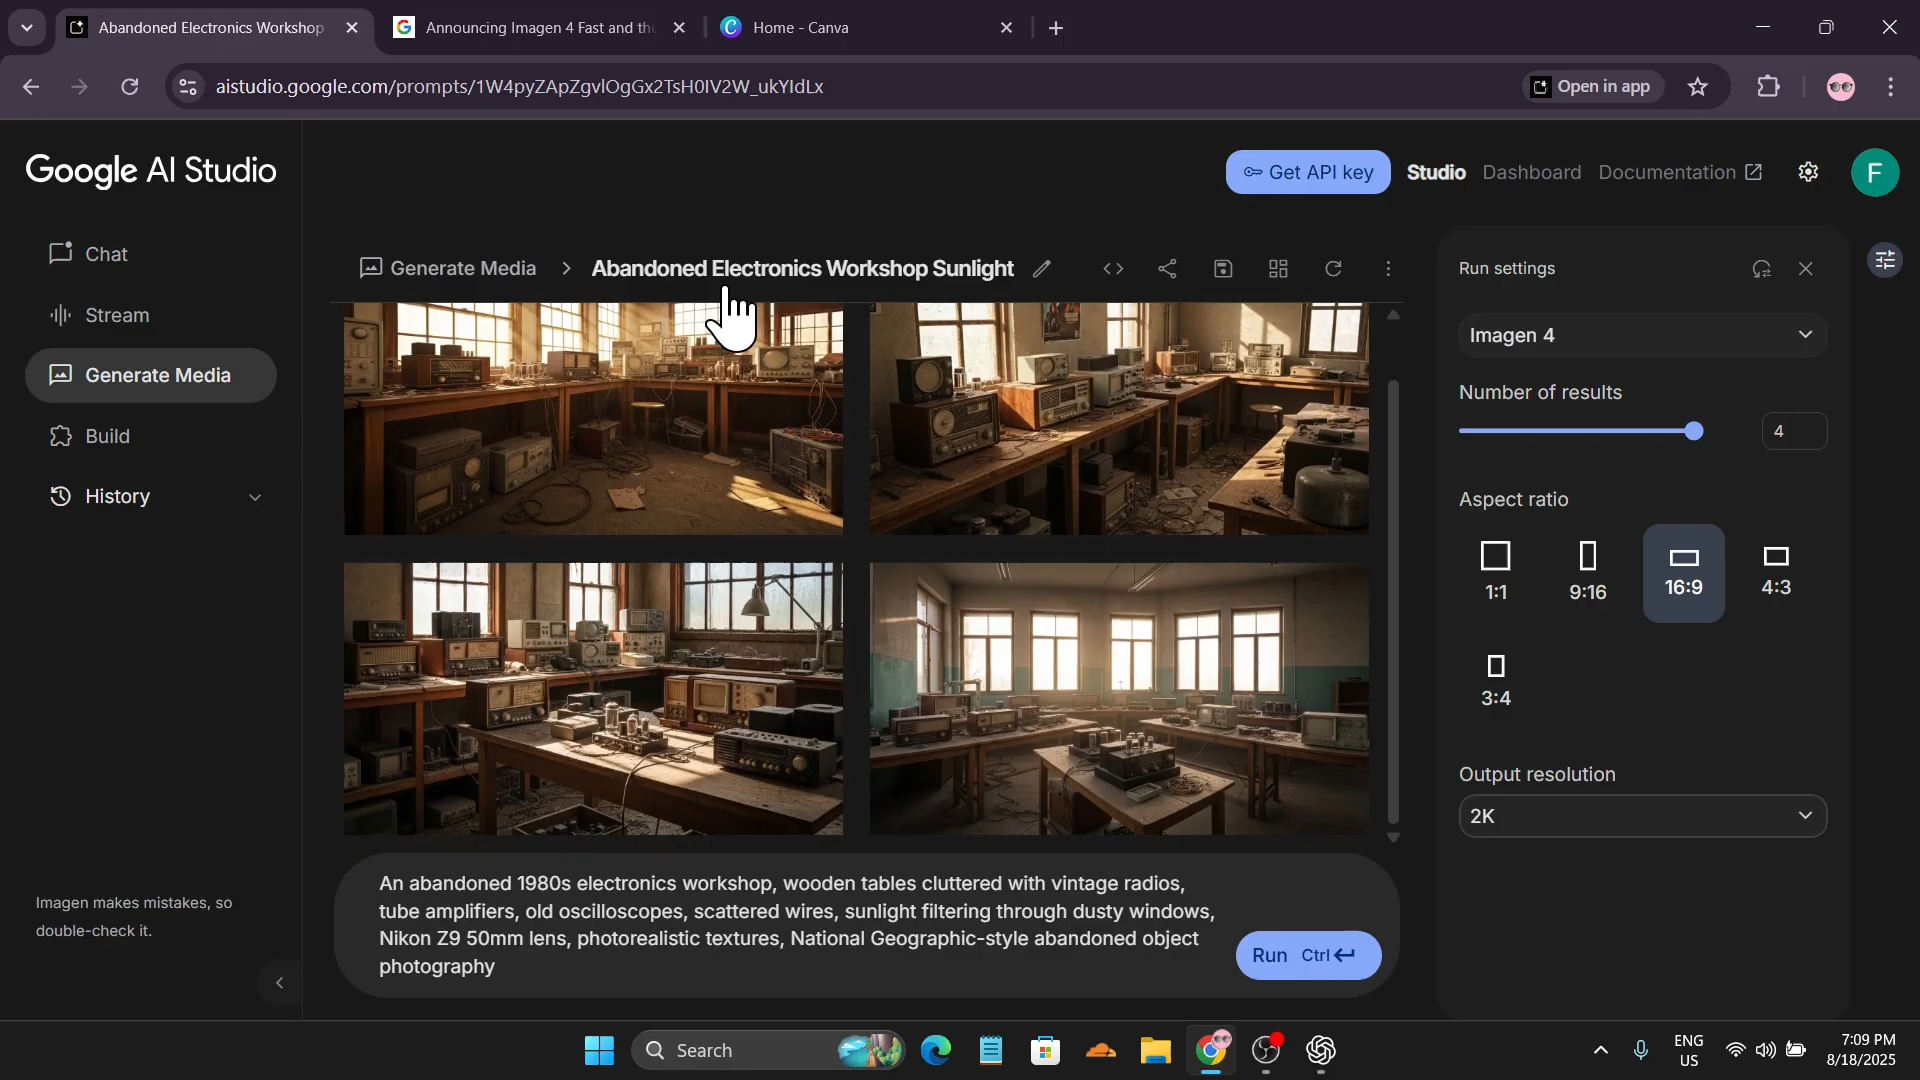 Abandoned Electronics Workshop
Announcing Imagen 4 Fast and the
Home - Canva
aistudio.google.com/prompts/1W4pyZApZgvlOgGx2TsH0IV2W_ukYIdLx
Open in app
Google AI Studio
Get API key
Studio
Dashboard
Documentation
F
Chat
Stream
Generate Media
Build
History
Imagen makes mistakes, so
double-check it.
Generate Media > Abandoned Electronics Workshop Sunlight
An abandoned 1980s electronics workshop, wooden tables cluttered with vintage radios,
tube amplifiers, old oscilloscopes, scattered wires, sunlight filtering through dusty windows,
Nikon Z9 50mm lens, photorealistic textures, National Geographic-style abandoned object
photography
Run Ctrl
Run settings
Imagen 4
Number of results
4
Aspect ratio
1:1
9:16
16:9
4:3
3:4
Output resolution
2K
Search
ENG
US
7:09 PM
8/18/2025